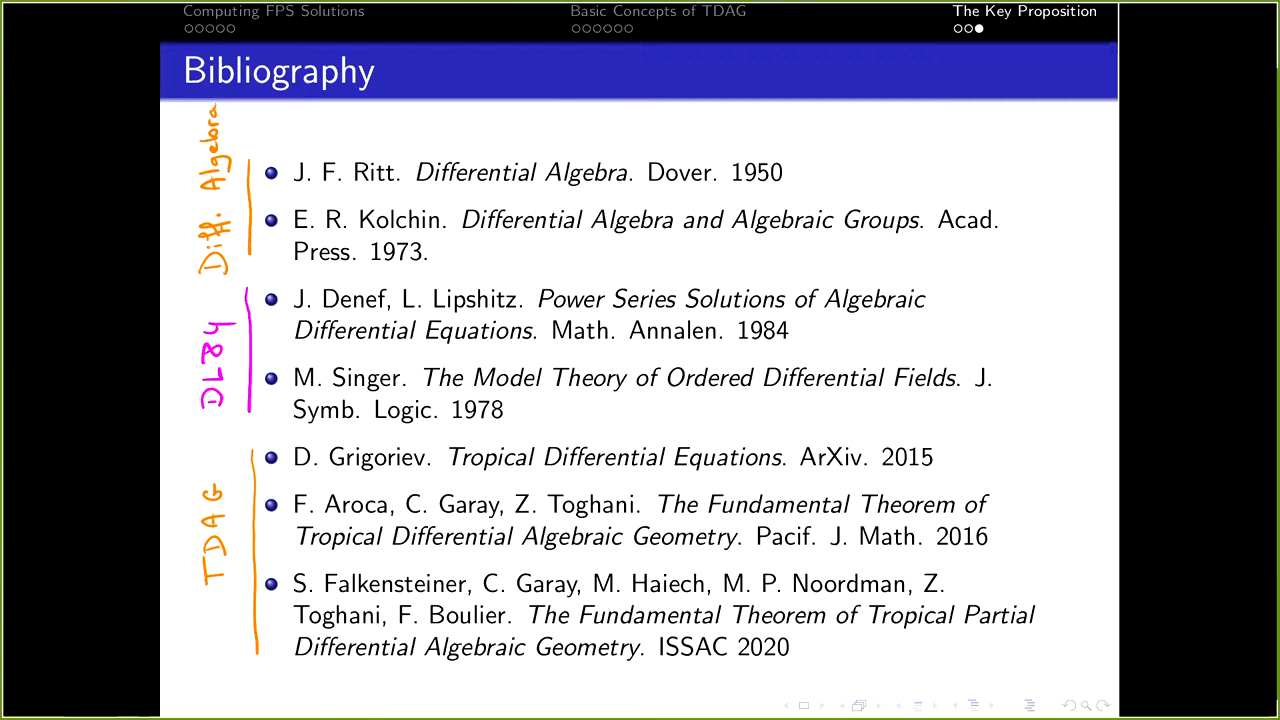 Computing FPS Solutions Basic Concepts of TDAG The Key Proposition
Bibliography
Diff. Algebra
J. F. Ritt. Differential Algebra. Dover. 1950
E. R. Kolchin. Differential Algebra and Algebraic Groups. Acad.
Press. 1973.
DL84
J. Denef, L. Lipshitz. Power Series Solutions of Algebraic
Differential Equations. Math. Annalen. 1984
M. Singer. The Model Theory of Ordered Differential Fields. J.
Symb. Logic. 1978
TDAG
D. Grigoriev. Tropical Differential Equations. ArXiv. 2015
F. Aroca, C. Garay, Z. Toghani. The Fundamental Theorem of
Tropical Differential Algebraic Geometry. Pacif. J. Math. 2016
S. Falkensteiner, C. Garay, M. Haiech, M. P. Noordman, Z.
Toghani, F. Boulier. The Fundamental Theorem of Tropical Partial
Differential Algebraic Geometry. ISSAC 2020